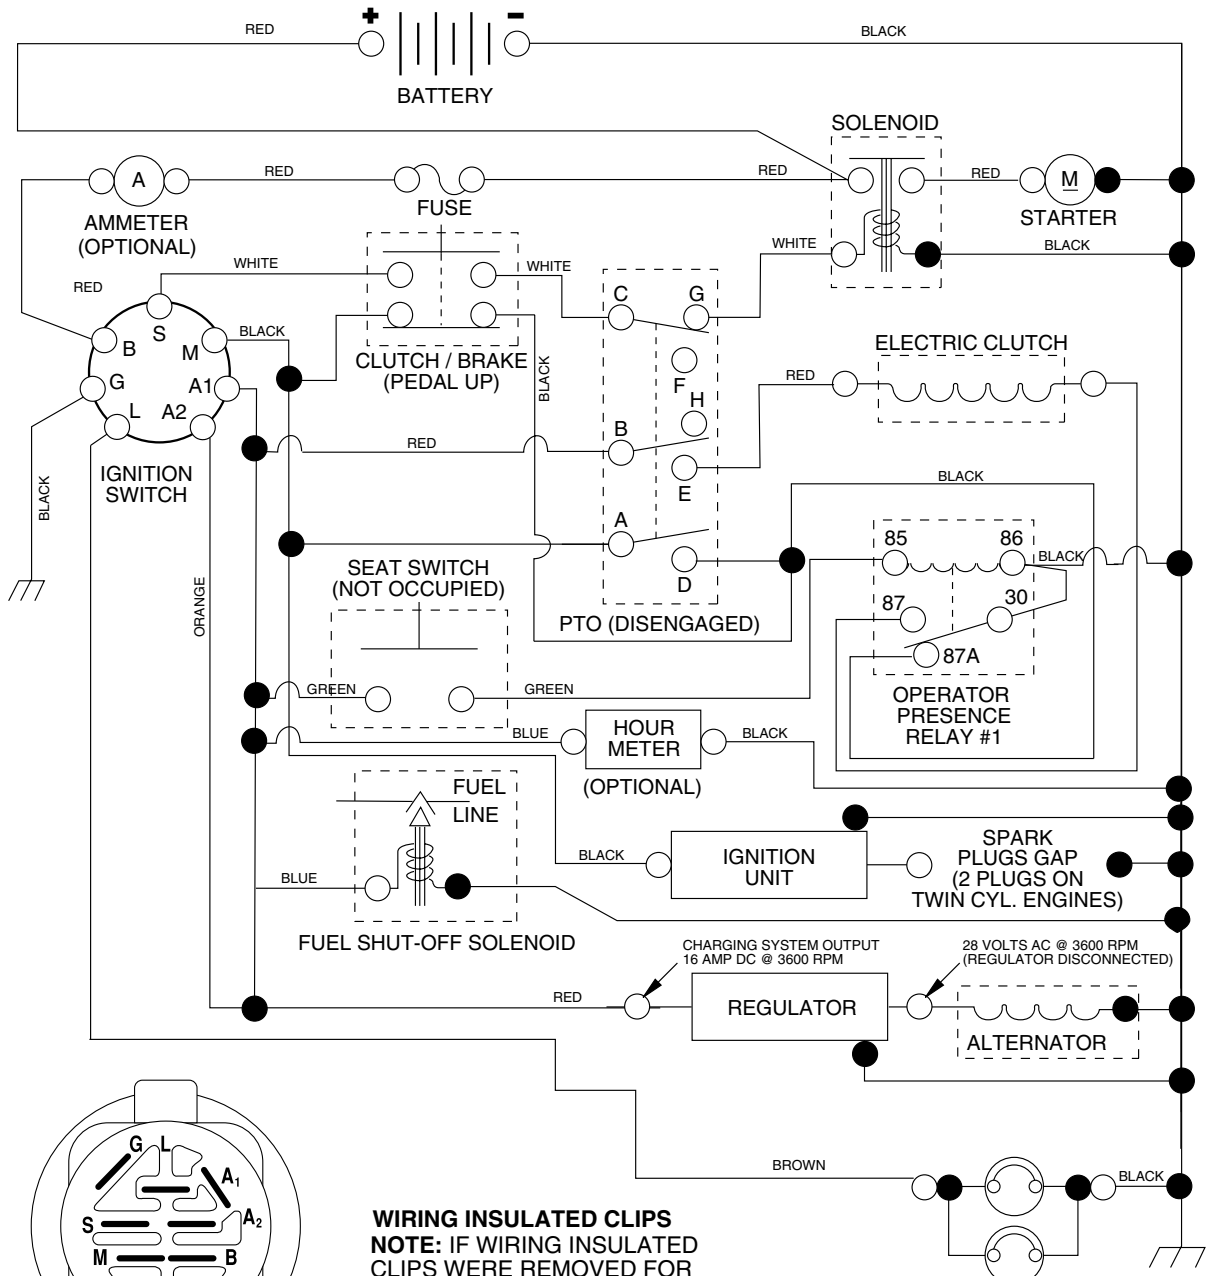 + -
RED
BLACK
BATTERY
SOLENOID
A
RED
RED
RED
M
AMMETER
(OPTIONAL)
FUSE
STARTER
WHITE
BLACK
WHITE
WHITE
RED
C
G
S
B
M
BLACK
CLUTCH / BRAKE
(PEDAL UP)
BLACK
F
ELECTRIC CLUTCH
RED
G
A1
L
A2
H
B
RED
IGNITION
SWITCH
E
BLACK
BLACK
A
85
86
BLACK
SEAT SWITCH
(NOT OCCUPIED)
D
ORANGE
87
30
PTO (DISENGAGED)
87A
GREEN
GREEN
OPERATOR
PRESENCE
RELAY #1
BLUE
HOUR
METER
BLACK
(OPTIONAL)
FUEL
LINE
BLACK
IGNITION
UNIT
SPARK
PLUGS GAP
(2 PLUGS ON
TWIN CYL. ENGINES)
BLUE
FUEL SHUT-OFF SOLENOID
CHARGING SYSTEM OUTPUT
16 AMP DC @ 3600 RPM
28 VOLTS AC @ 3600 RPM
(REGULATOR DISCONNECTED)
RED
REGULATOR
ALTERNATOR
BROWN
BLACK
G L
A1
S
A2
M
B
WIRING INSULATED CLIPS
NOTE: IF WIRING INSULATED
CLIPS WERE REMOVED FOR